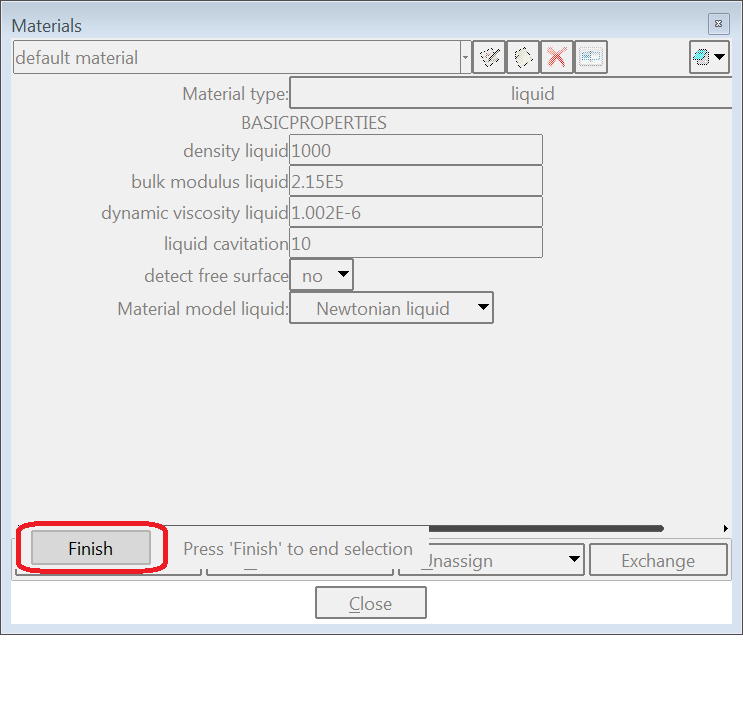 Materials
default material
Material type: liquid
BASICPROPERTIES
density liquid 1000
bulk modulus liquid 2.15E5
dynamic viscosity liquid 1.002E-6
liquid cavitation 10
detect free surface no
Material model liquid: Newtonian liquid
Finish Press 'Finish' to end selection Unassign Exchange
Close